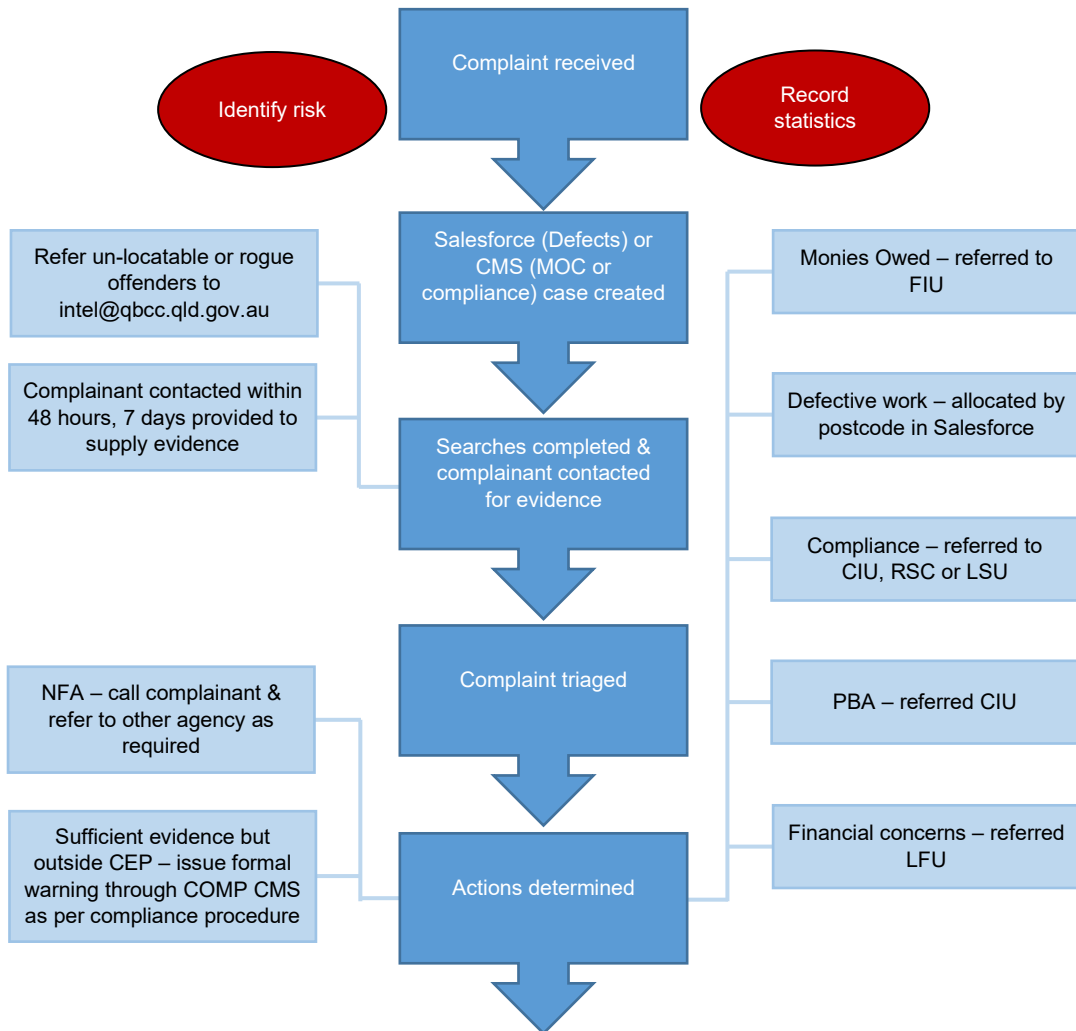 Complaint received
Identify risk
Record
statistics
Salesforce (Defects) or
CMS (MOC or
compliance) case created
Refer un-locatable or rogue
offenders to
intel@qbcc.qld.gov.au
Monies Owed – referred to
FIU
Complainant contacted within
48 hours, 7 days provided to
supply evidence
Defective work – allocated by
postcode in Salesforce
Searches completed &
complainant contacted
for evidence
Compliance – referred to
CIU, RSC or LSU
Complaint triaged
NFA – call complainant &
refer to other agency as
required
PBA – referred CIU
Sufficient evidence but
outside CEP – issue formal
warning through COMP CMS
as per compliance procedure
Actions determined
Financial concerns – referred
LFU